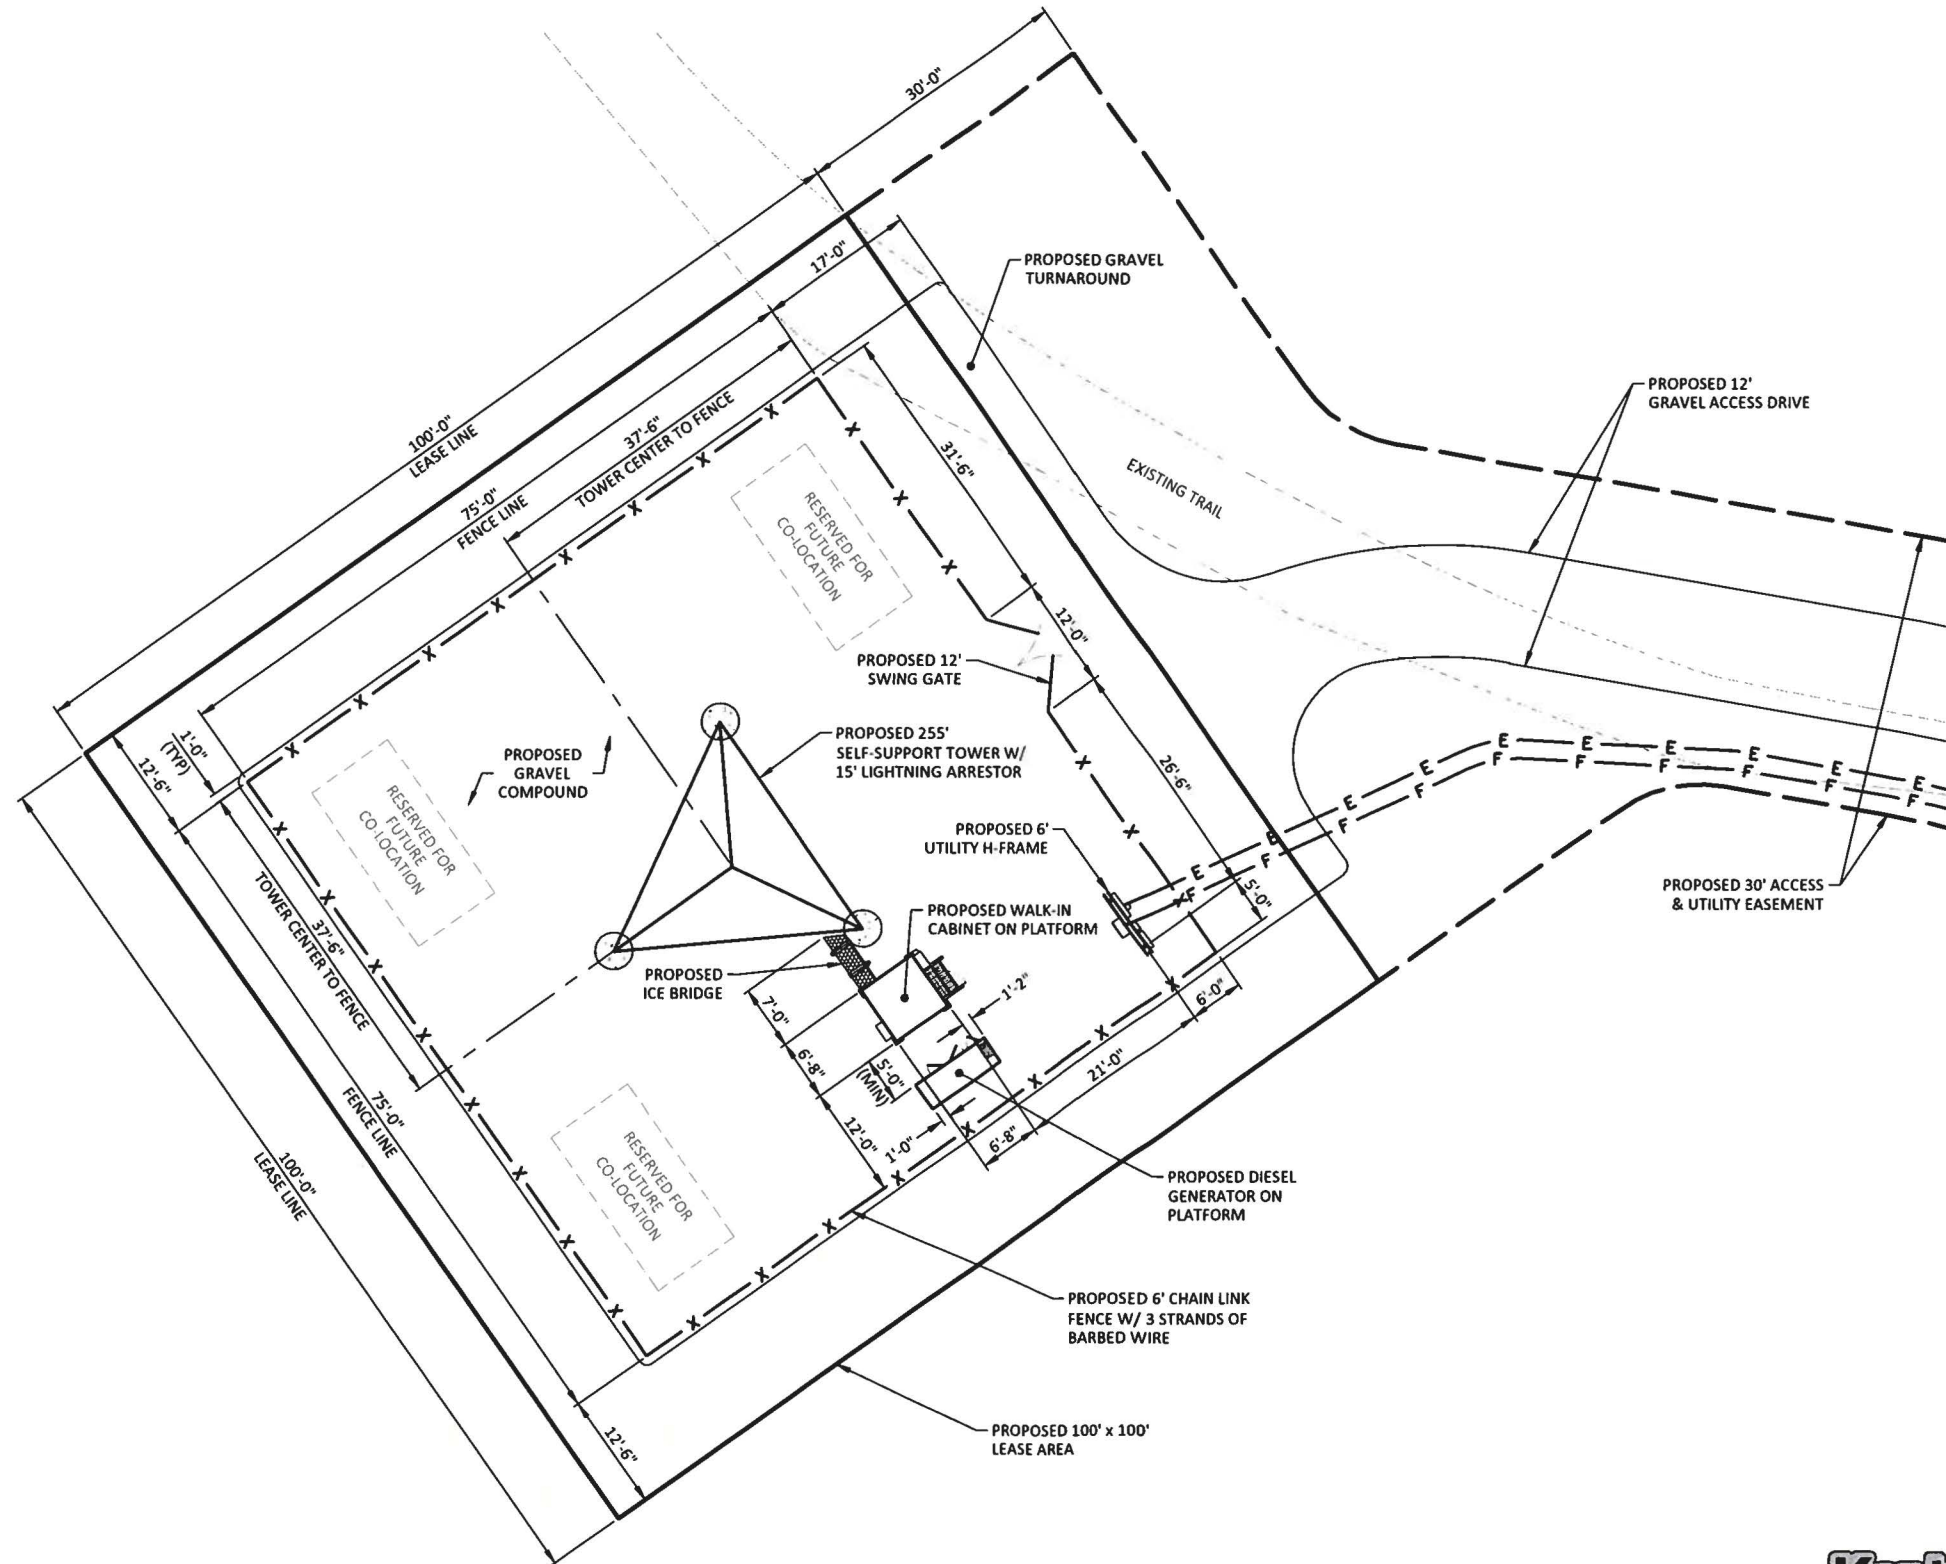 30'-0"
17'-0"
PROPOSED GRAVEL
TURNAROUND
100'-0"
LEASE LINE
75'-0"
FENCE LINE
37'-6"
TOWER CENTER TO FENCE
31'-6"
EXISTING TRAIL
PROPOSED 12'
GRAVEL ACCESS DRIVE
RESERVED FOR
FUTURE
CO-LOCATION
12'-0"
PROPOSED 12'
SWING GATE
PROPOSED 255'
SELF-SUPPORT TOWER W/
15' LIGHTNING ARRESTOR
PROPOSED
GRAVEL
COMPOUND
1'-0"
(TYP)
12'-6"
26'-6"
RESERVED FOR
FUTURE
CO-LOCATION
PROPOSED 6'
UTILITY H-FRAME
E E E E E E E E E
F F F F F F F F F
5'-0"
PROPOSED 30' ACCESS
& UTILITY EASEMENT
PROPOSED WALK-IN
CABINET ON PLATFORM
PROPOSED
ICE BRIDGE
37'-6"
TOWER CENTER TO FENCE
75'-0"
FENCE LINE
100'-0"
LEASE LINE
7'-0"
6'-8"
5'-0"
(MIN)
12'-0"
1'-0"
1'-2"
6'-0"
21'-0"
6'-8"
RESERVED FOR
FUTURE
CO-LOCATION
PROPOSED DIESEL
GENERATOR ON
PLATFORM
PROPOSED 6' CHAIN LINK
FENCE W/ 3 STRANDS OF
BARBED WIRE
PROPOSED 100' x 100'
LEASE AREA
12'-6"